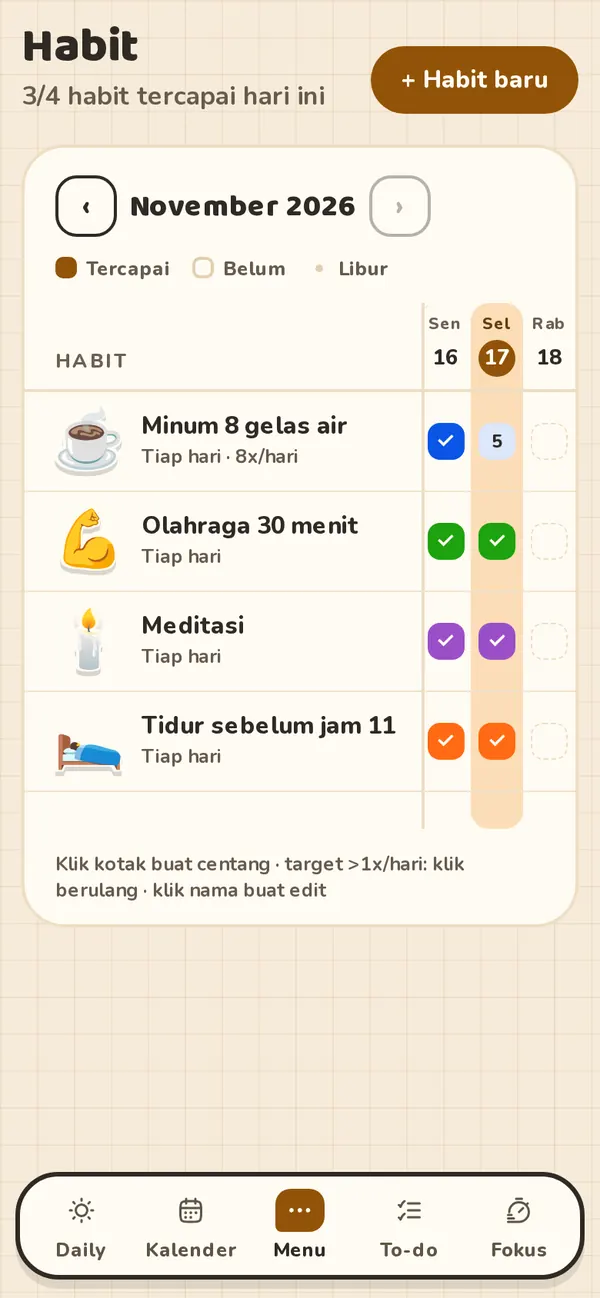 Habit
3/4 habit tercapai hari ini
+ Habit baru
‹ November 2026 ›
Tercapai Belum Libur
Sen Sel Rab
HABIT 16 17 18
Minum 8 gelas air
Tiap hari · 8x/hari
5
Olahraga 30 menit
Tiap hari
Meditasi
Tiap hari
Tidur sebelum jam 11
Tiap hari
Klik kotak buat centang · target >1x/hari: klik
berulang · klik nama buat edit
Daily Kalender Menu To-do Fokus